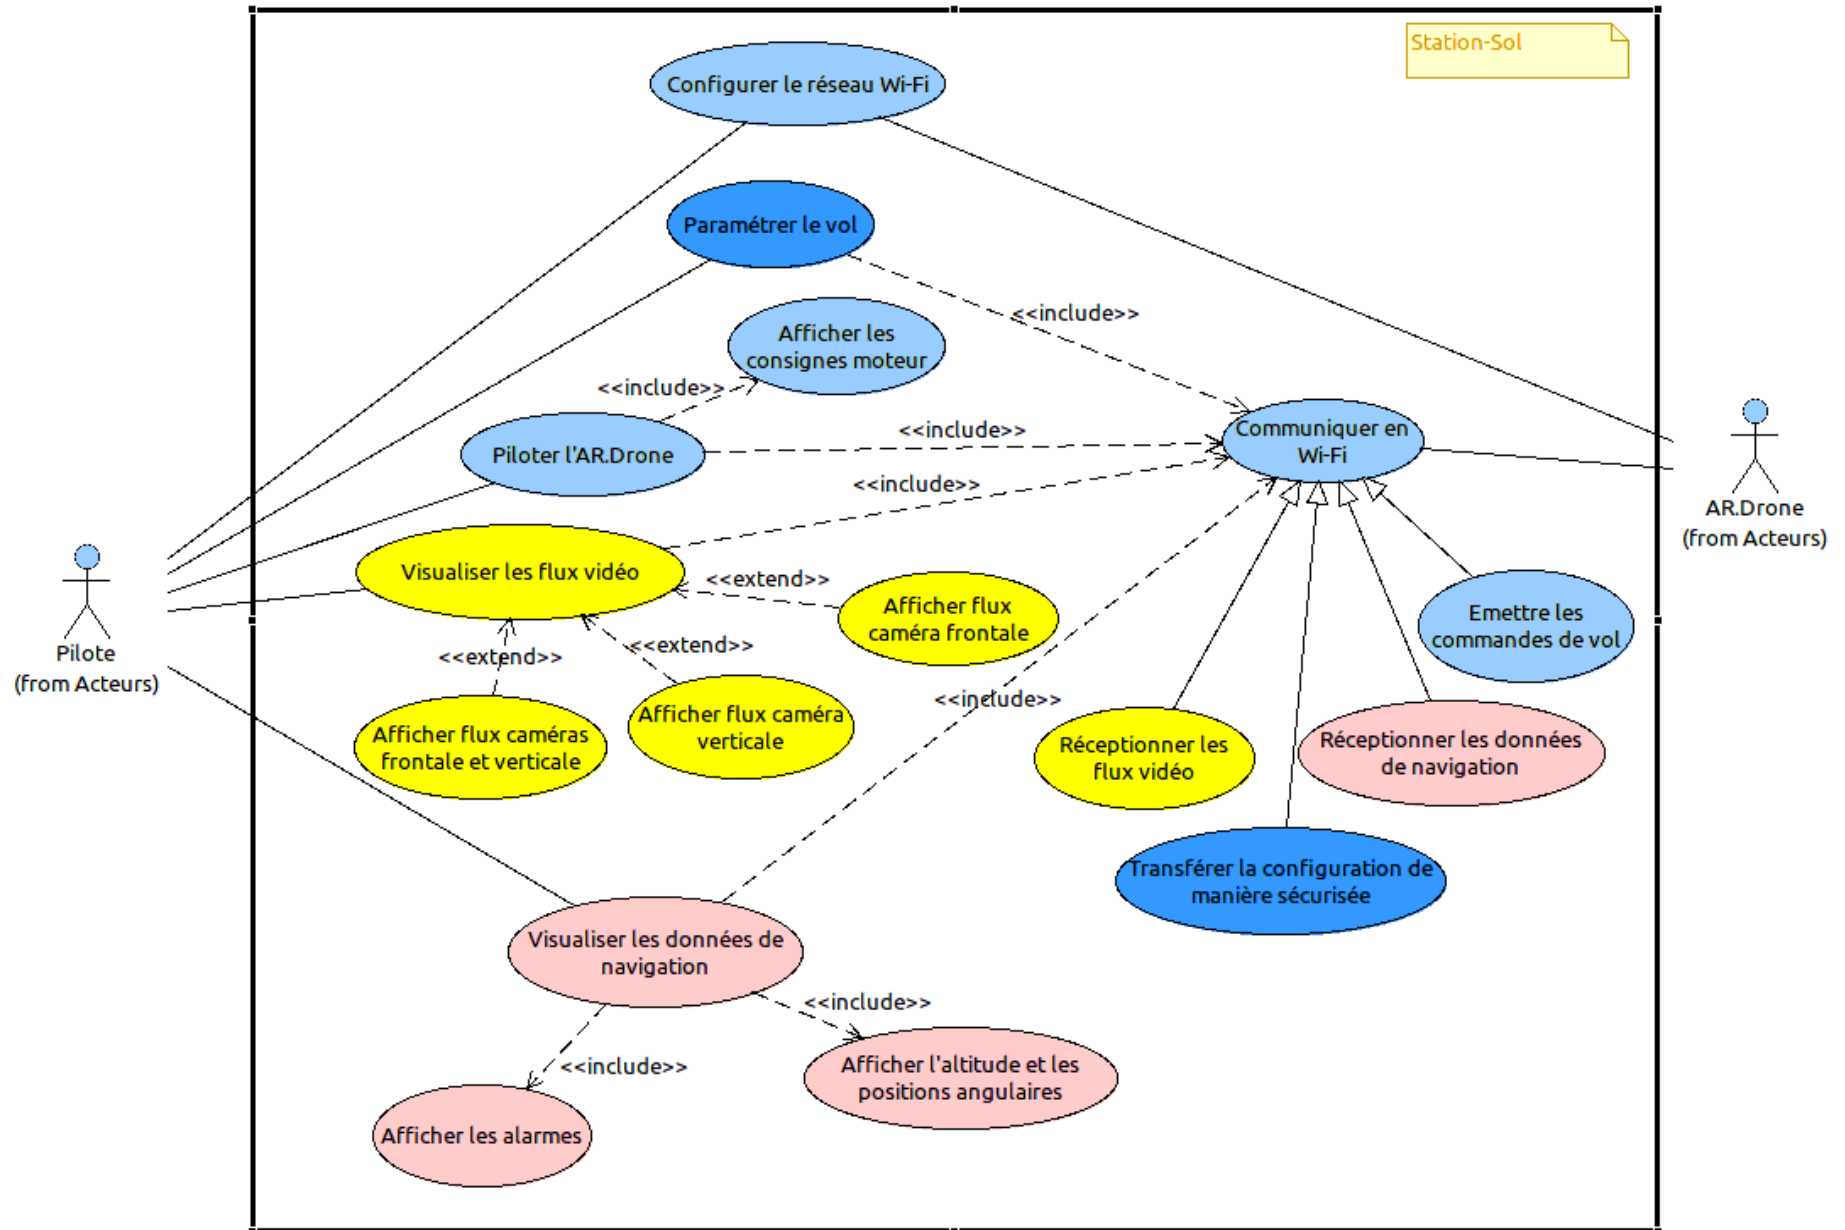 Station-Sol
Configurer le réseau Wi-Fi
Paramétrer le vol
<<include>>
Afficher les
consignes moteur
<<include>>
Piloter l'AR.Drone
<<include>>
Communiquer en
Wi-Fi
AR.Drone
(from Acteurs)
<<include>>
Visualiser les flux vidéo
<<extend>>
Afficher flux
caméra frontale
Emettre les
commandes de vol
Pilote
(from Acteurs)
<<extend>>
<<extend>>
<<include>>
Afficher flux caméras
frontale et verticale
Afficher flux caméra
verticale
Réceptionner les
flux vidéo
Réceptionner les données
de navigation
Transférer la configuration de
manière sécurisée
Visualiser les données de
navigation
<<include>>
<<include>>
Afficher l'altitude et les
positions angulaires
Afficher les alarmes